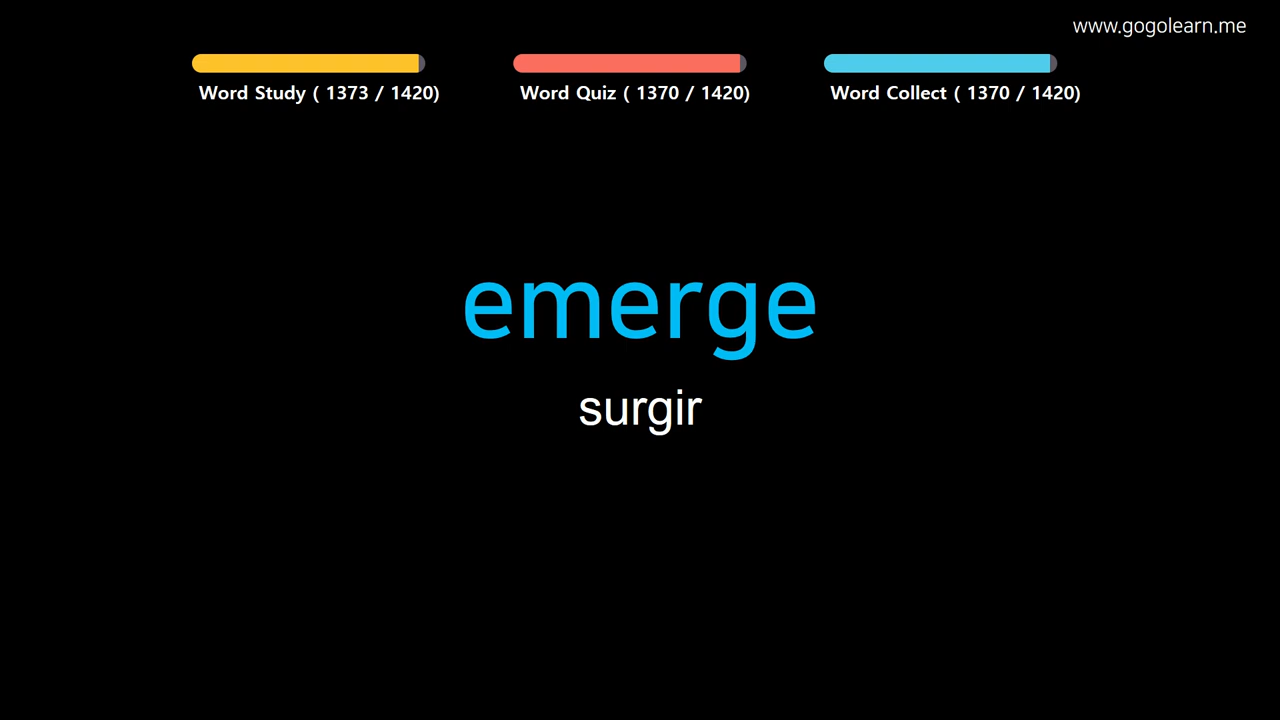 www.gogolearn.me
Word Study ( 1373 / 1420)
Word Quiz ( 1370 / 1420)
Word Collect ( 1370 / 1420)
emerge
surgir